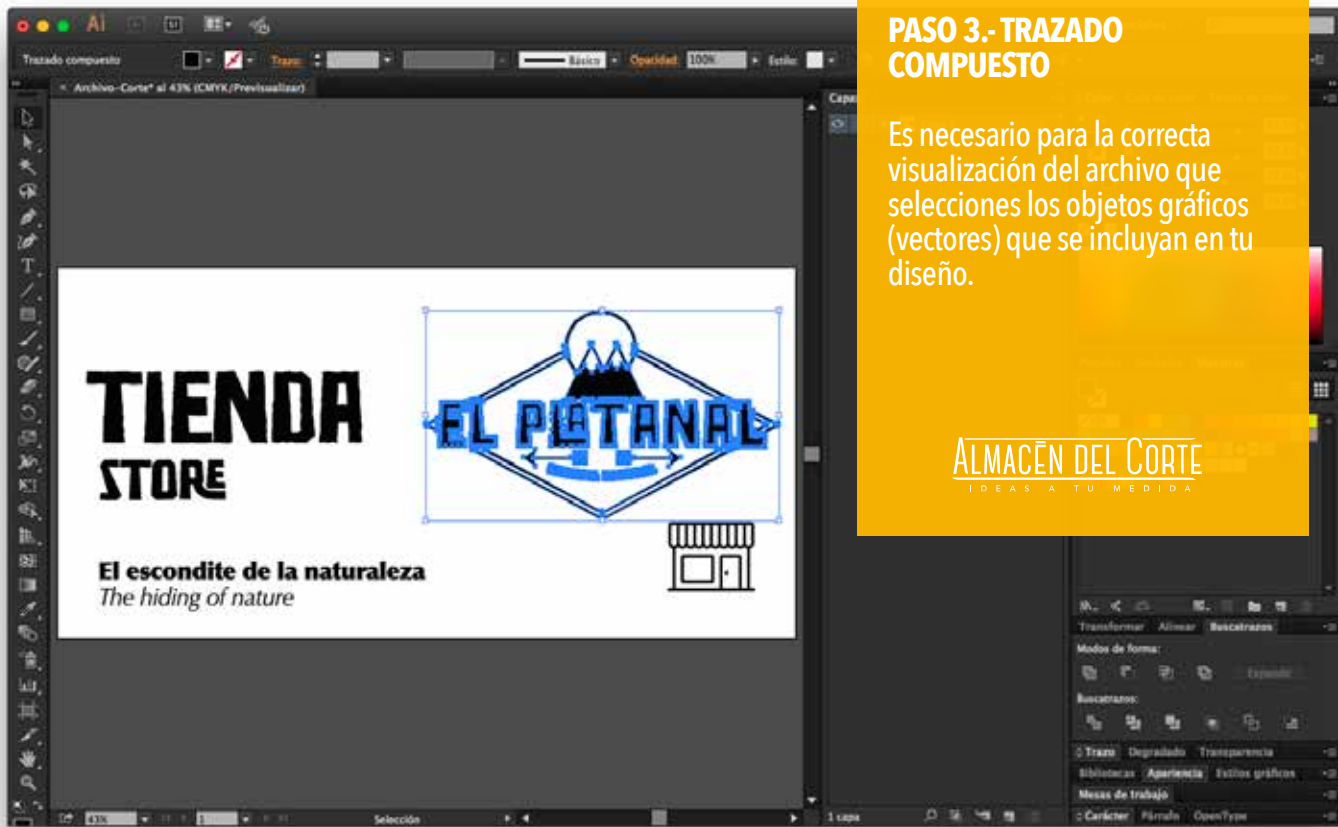 Ai
Trazado compuesto
Trazo:
Básico
Opacidad:
100%
Estilo:
× Archivo-Corte* al 43% (CMYK/Previsualizar)
TIENDA
STORE
EL PLATANAL
El escondite de la naturaleza
The hiding of nature
PASO 3.- TRAZADO
COMPUESTO
Es necesario para la correcta
visualización del archivo que
selecciones los objetos gráficos
(vectores) que se incluyan en tu
diseño.
ALMACĒN DEL CORTE
IDEAS A TU MEDIDA
Transformar Alinear Buscatrazos
Modos de forma:
Expandir
Buscatrazos:
Trazo Degradado Transparencia
Bibliotecas Apariencia Estilos gráficos
Mesas de trabajo
Carácter Párrafo OpenType
43%
1
Selección
1 capa